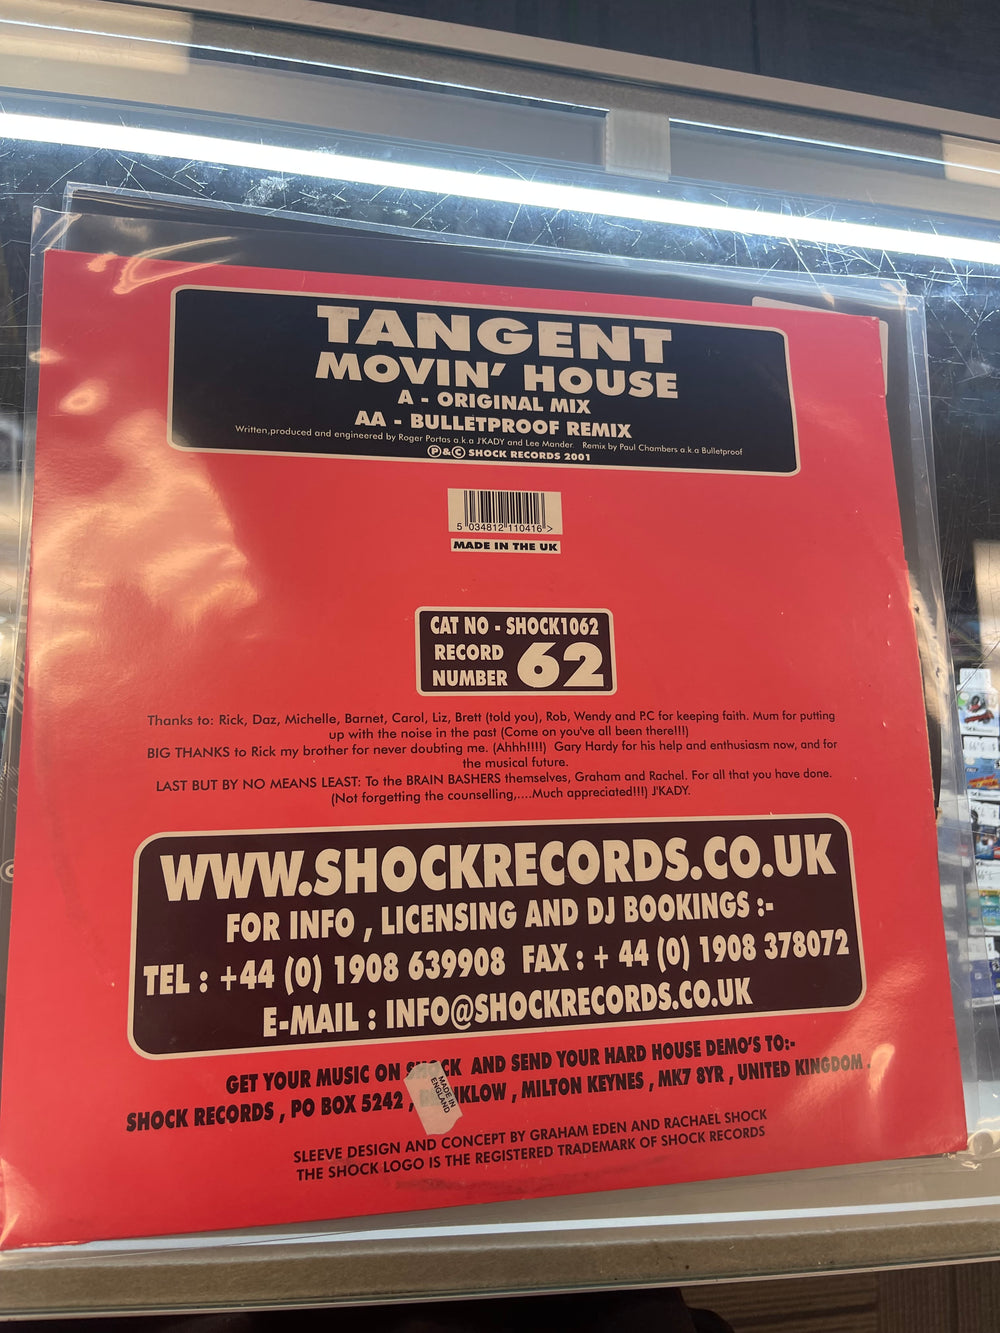 TANGENT
MOVIN' HOUSE
A - ORIGINAL MIX
AA - BULLETPROOF REMIX
Written,produced and engineered by Roger Portas a.k.a J'KADY and Lee Mander Remix by Paul Chambers a.k.a Bulletproof
Ⓟ&Ⓒ SHOCK RECORDS 2001
5 034812 110416 >
MADE IN THE UK
CAT NO - SHOCK1062
RECORD
NUMBER 62
Thanks to: Rick, Daz, Michelle, Barnet, Carol, Liz, Brett (told you), Rob, Wendy and P.C for keeping faith. Mum for putting
up with the noise in the past (Come on you've all been there!!!)
BIG THANKS to Rick my brother for never doubting me. (Ahhh!!!!) Gary Hardy for his help and enthusiasm now, and for
the musical future.
LAST BUT BY NO MEANS LEAST: To the BRAIN BASHERS themselves, Graham and Rachel. For all that you have done.
(Not forgetting the counselling,....Much appreciated!!!) J'KADY.
WWW.SHOCKRECORDS.CO.UK
FOR INFO , LICENSING AND DJ BOOKINGS :-
TEL : +44 (0) 1908 639908 FAX : + 44 (0) 1908 378072
E-MAIL : INFO@SHOCKRECORDS.CO.UK
GET YOUR MUSIC ON SHOCK AND SEND YOUR HARD HOUSE DEMO'S TO:-
SHOCK RECORDS , PO BOX 5242 , KLOW , MILTON KEYNES , MK7 8YR , UNITED KINGDOM .
MADE IN
ENGLAND
SLEEVE DESIGN AND CONCEPT BY GRAHAM EDEN AND RACHAEL SHOCK
THE SHOCK LOGO IS THE REGISTERED TRADEMARK OF SHOCK RECORDS